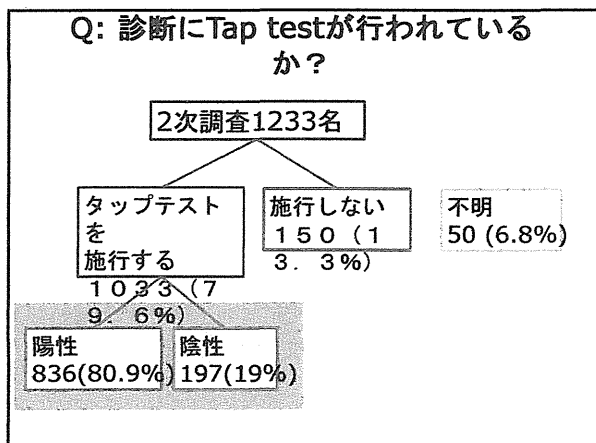 Q: 診断にTap testが行われている
か?
2次調査1233名
タップテスト
を
施行する
1033(7
9.6%)
施行しない
150(1
3.3%)
不明
50 (6.8%)
陽性
836(80.9%)
陰性
197(19%)